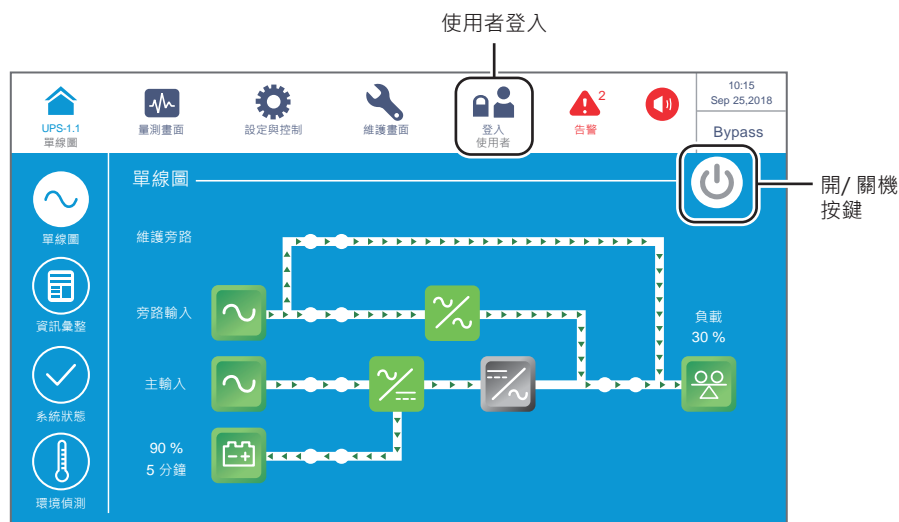 使用者登入
UPS-1.1
單線圖
量測畫面
設定與控制
維護畫面
登入
使用者
2
告警
10:15
Sep 25,2018
Bypass
開/ 關機
按鍵
單線圖
單線圖
資訊彙整
系統狀態
環境偵測
維護旁路
旁路輸入
主輸入
90 %
5 分鐘
負載
30 %